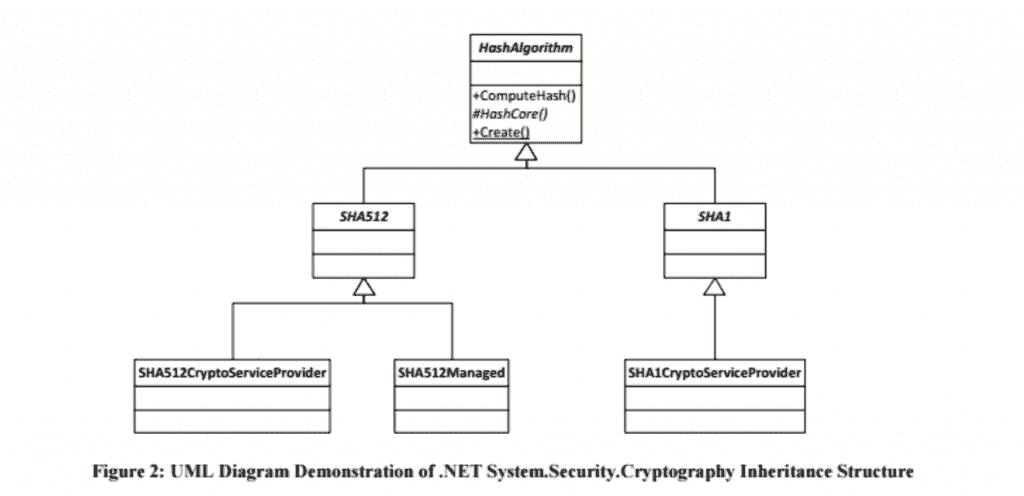 HashAlgorithm
+ComputeHash()
#HashCore()
+Create()
SHA512
SHA1
SHA512CryptoServiceProvider
SHA512Managed
SHA1CryptoServiceProvider
Figure 2: UML Diagram Demonstration of .NET System.Security.Cryptography Inheritance Structure